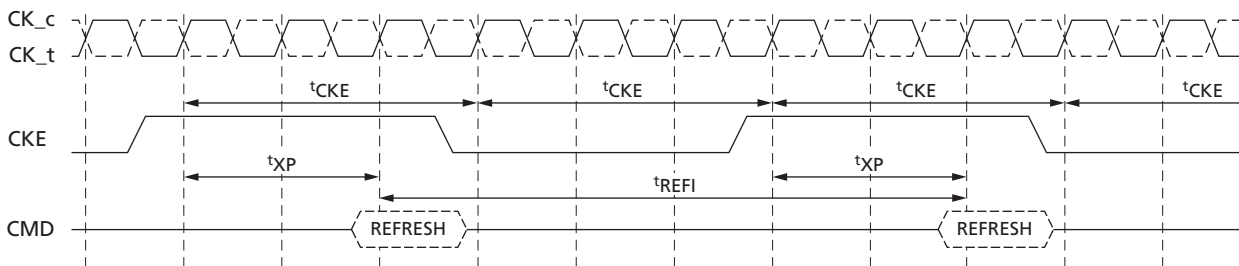 CK_c
CK_t
tCKE tCKE tCKE tCKE
CKE
tXP tXP
tREFI
CMD REFRESH REFRESH